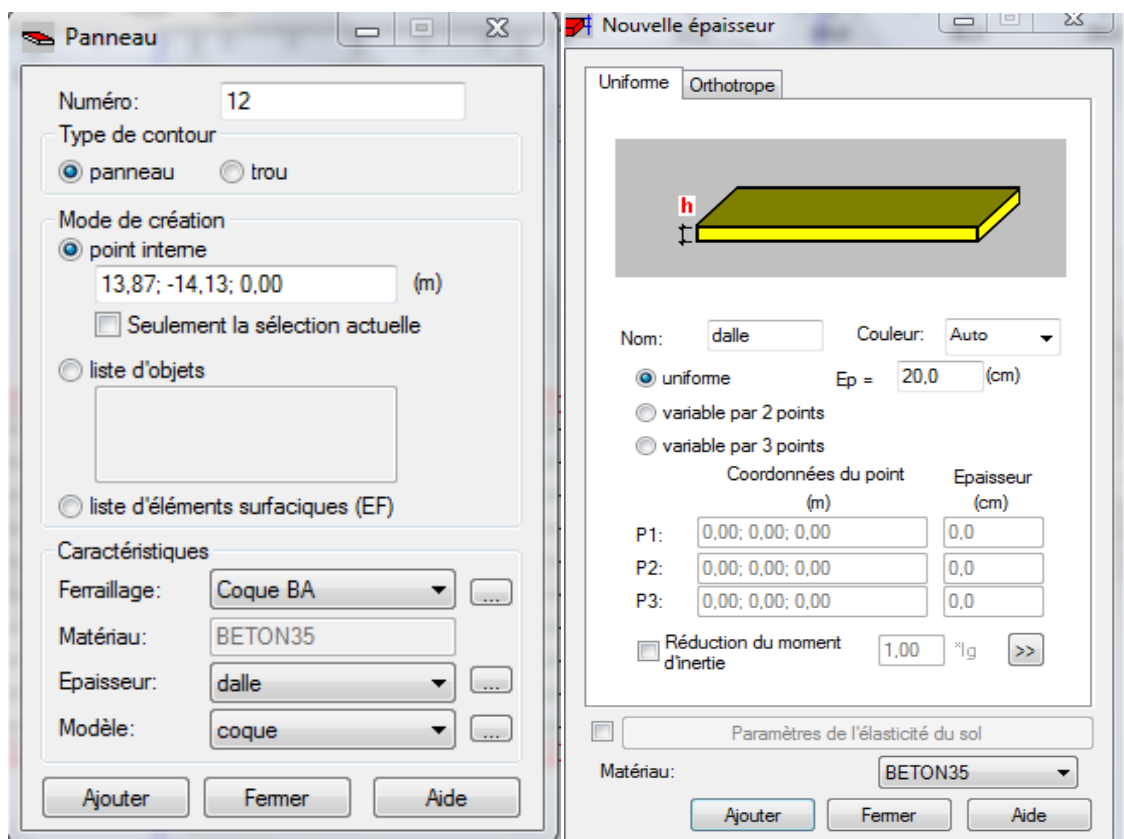 Panneau
Numéro: 12
Type de contour
panneau trou
Mode de création
point interne
13,87; -14,13; 0,00 (m)
Seulement la sélection actuelle
liste d'objets
liste d'éléments surfaciques (EF)
Caractéristiques
Ferraillage: Coque BA ...
Matériau: BETON35
Epaisseur: dalle ...
Modèle: coque ...
Ajouter Fermer Aide
Nouvelle épaisseur
Uniforme Orthotrope
h
Nom: dalle Couleur: Auto
uniforme Ep = 20,0 (cm)
variable par 2 points
variable par 3 points
Coordonnées du point Epaisseur
(m) (cm)
P1: 0,00; 0,00; 0,00 0,0
P2: 0,00; 0,00; 0,00 0,0
P3: 0,00; 0,00; 0,00 0,0
Réduction du moment
d'inertie 1,00 *Ig >>
Paramètres de l'élasticité du sol
Matériau: BETON35
Ajouter Fermer Aide